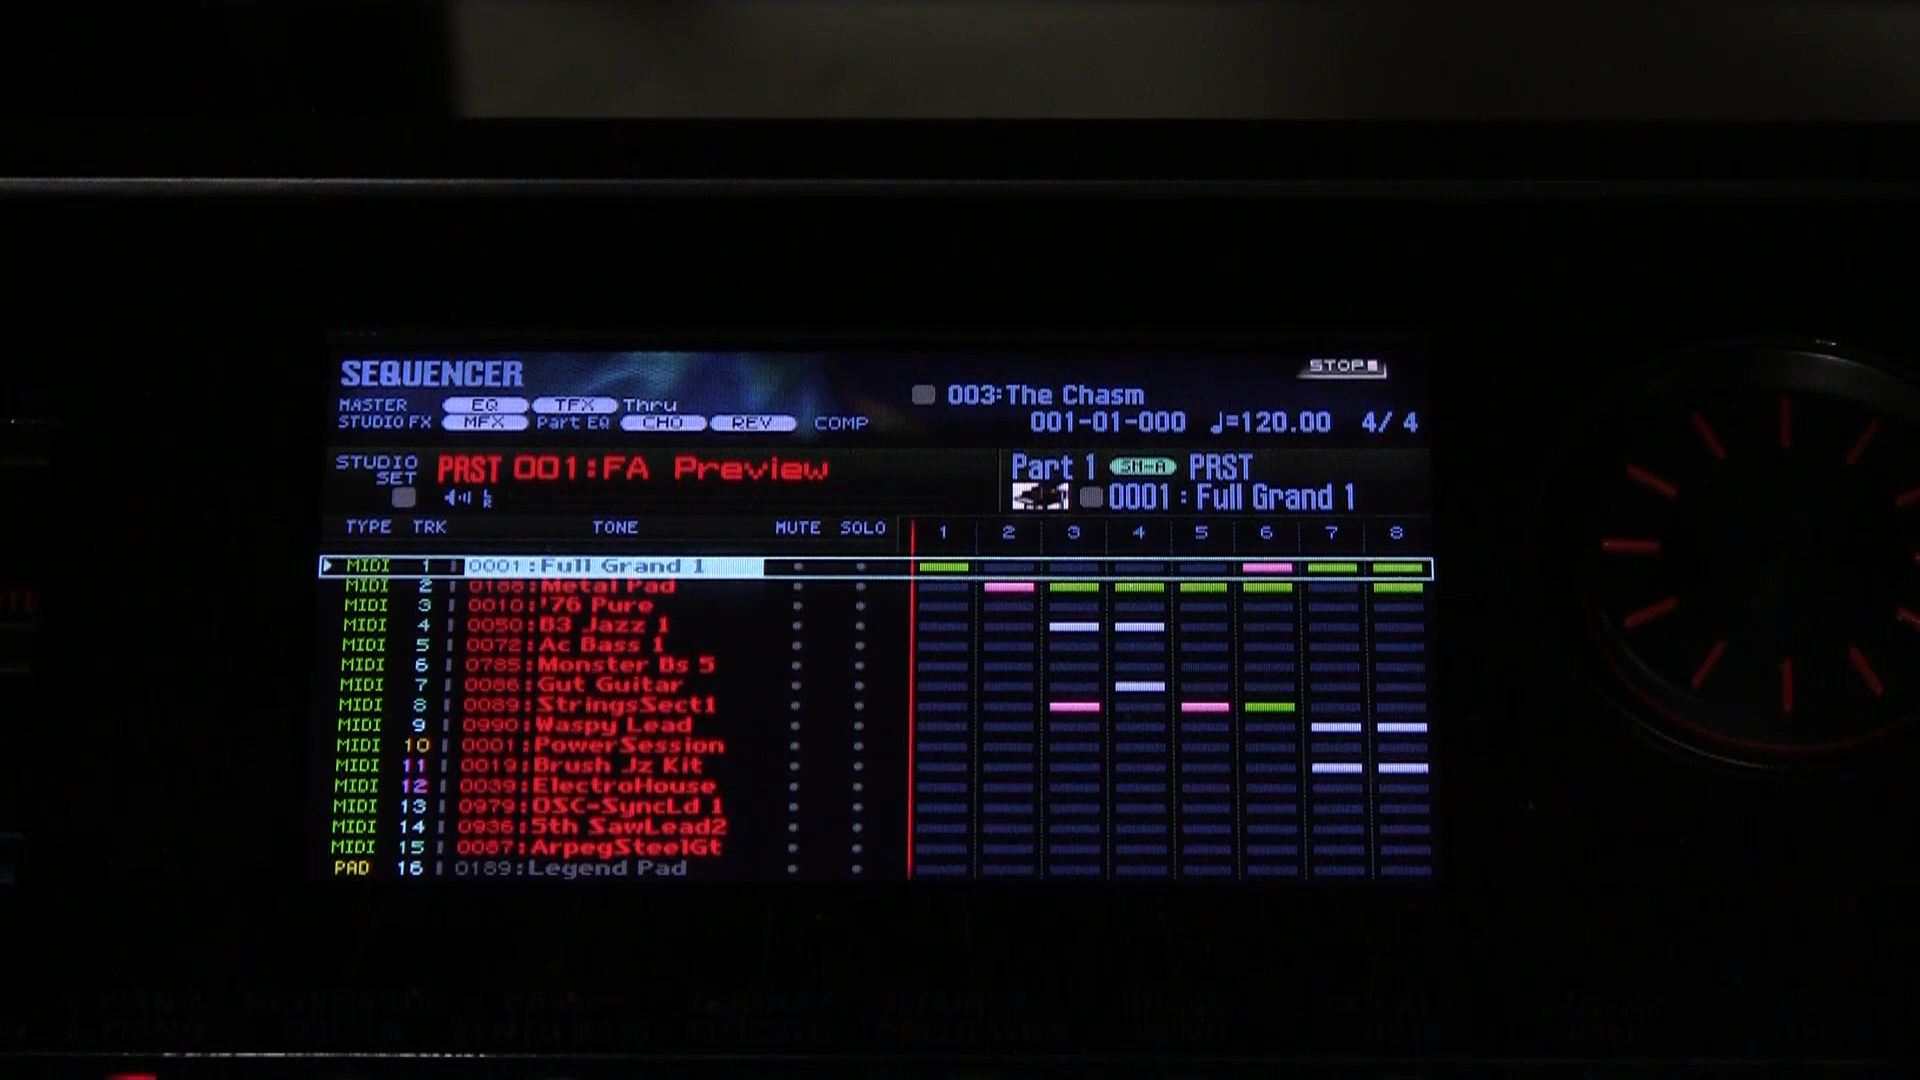 SEQUENCER
STOP
MASTER EQ TFX Thru
003:The Chasm
STUDIO FX MFX Part EQ CHO REV COMP
001-01-000 ♩=120.00 4/ 4
STUDIO SET PRST 001:FA Preview
Part 1 SN-A PRST
0001 : Full Grand 1
L
R
TYPE TRK TONE MUTE SOLO 1 2 3 4 5 6 7 8
MIDI 1 0001:Full Grand 1
MIDI 2 0188:Metal Pad
MIDI 3 0010:'76 Pure
MIDI 4 0050:B3 Jazz 1
MIDI 5 0072:Ac Bass 1
MIDI 6 0785:Monster Bs 5
MIDI 7 0086:Gut Guitar
MIDI 8 0089:StringsSect1
MIDI 9 0990:Waspy Lead
MIDI 10 0001:PowerSession
MIDI 11 0019:Brush Jz Kit
MIDI 12 0039:ElectroHouse
MIDI 13 0979:OSC-SyncLd 1
MIDI 14 0936:5th SawLead2
MIDI 15 0087:ArpegSteelGt
PAD 16 0189:Legend Pad